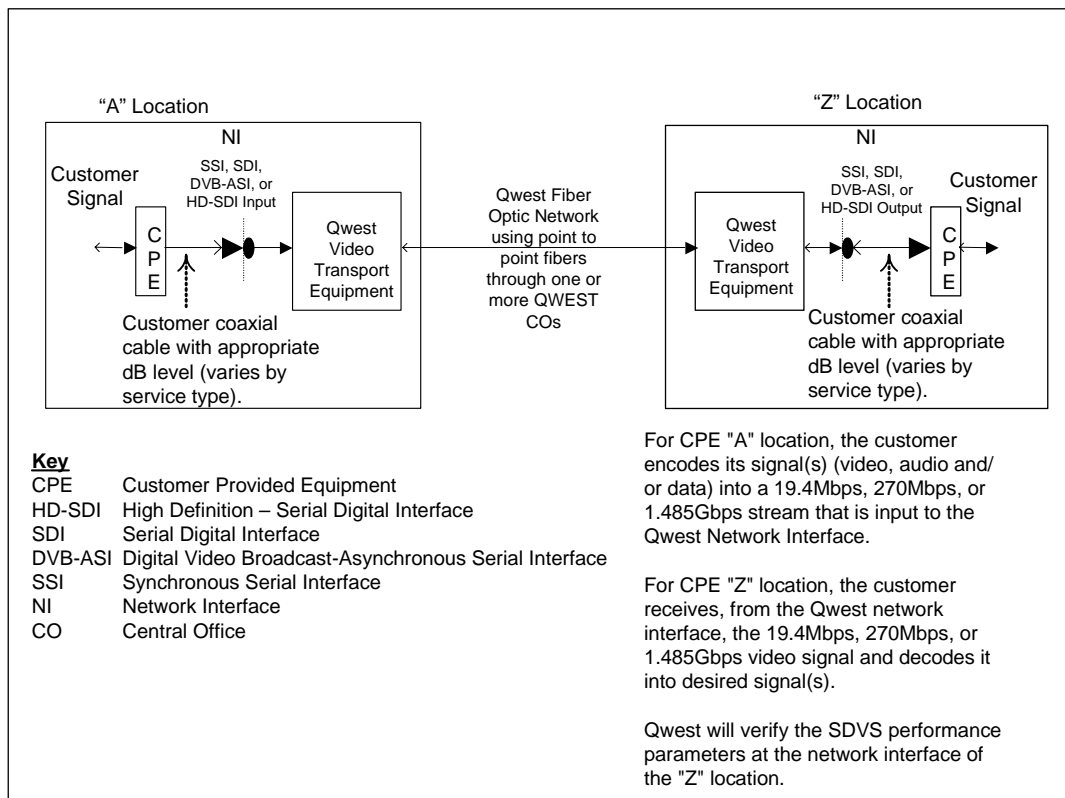 “A” Location
NI
Customer
Signal
SSI, SDI,
DVB-ASI, or
HD-SDI Input
C
P
E
Qwest
Video
Transport
Equipment
Customer coaxial
cable with appropriate
dB level (varies by
service type).
Qwest Fiber
Optic Network
using point to
point fibers
through one or
more QWEST
COs
“Z” Location
NI
SSI, SDI,
DVB-ASI, or
HD-SDI Output
Customer
Signal
Qwest
Video
Transport
Equipment
C
P
E
Customer coaxial
cable with appropriate
dB level (varies by
service type).
Key
CPE Customer Provided Equipment
HD-SDI High Definition – Serial Digital Interface
SDI Serial Digital Interface
DVB-ASI Digital Video Broadcast-Asynchronous Serial Interface
SSI Synchronous Serial Interface
NI Network Interface
CO Central Office
For CPE "A" location, the customer
encodes its signal(s) (video, audio and/
or data) into a 19.4Mbps, 270Mbps, or
1.485Gbps stream that is input to the
Qwest Network Interface.
For CPE "Z" location, the customer
receives, from the Qwest network
interface, the 19.4Mbps, 270Mbps, or
1.485Gbps video signal and decodes it
into desired signal(s).
Qwest will verify the SDVS performance
parameters at the network interface of
the "Z" location.